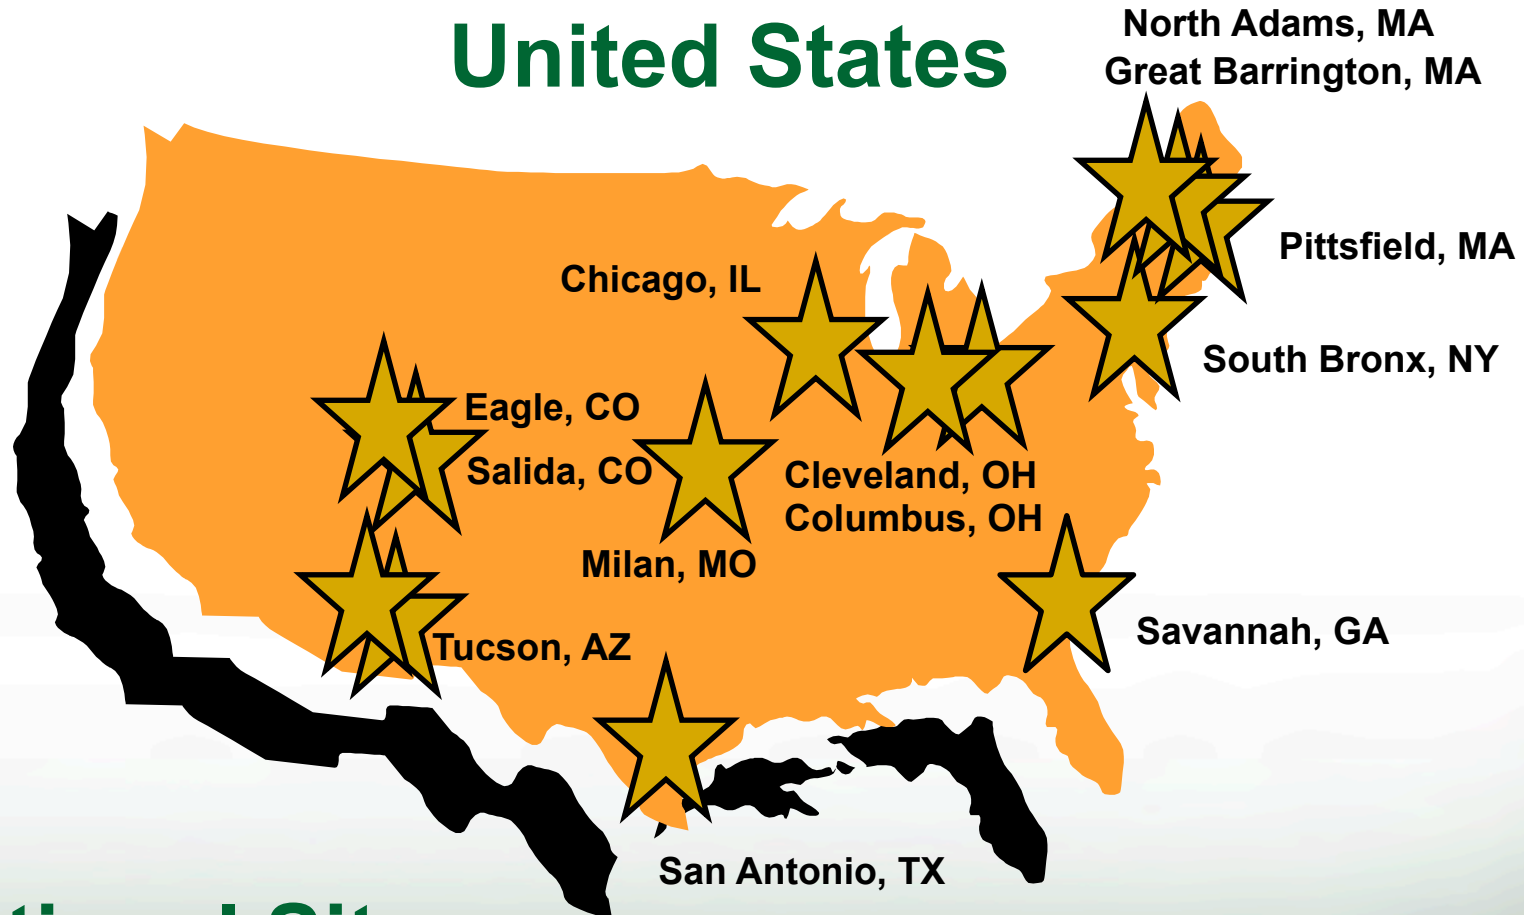 United States
North Adams, MA
Great Barrington, MA
Pittsfield, MA
Chicago, IL
South Bronx, NY
Eagle, CO
Salida, CO
Cleveland, OH
Columbus, OH
Milan, MO
Savannah, GA
Tucson, AZ
San Antonio, TX